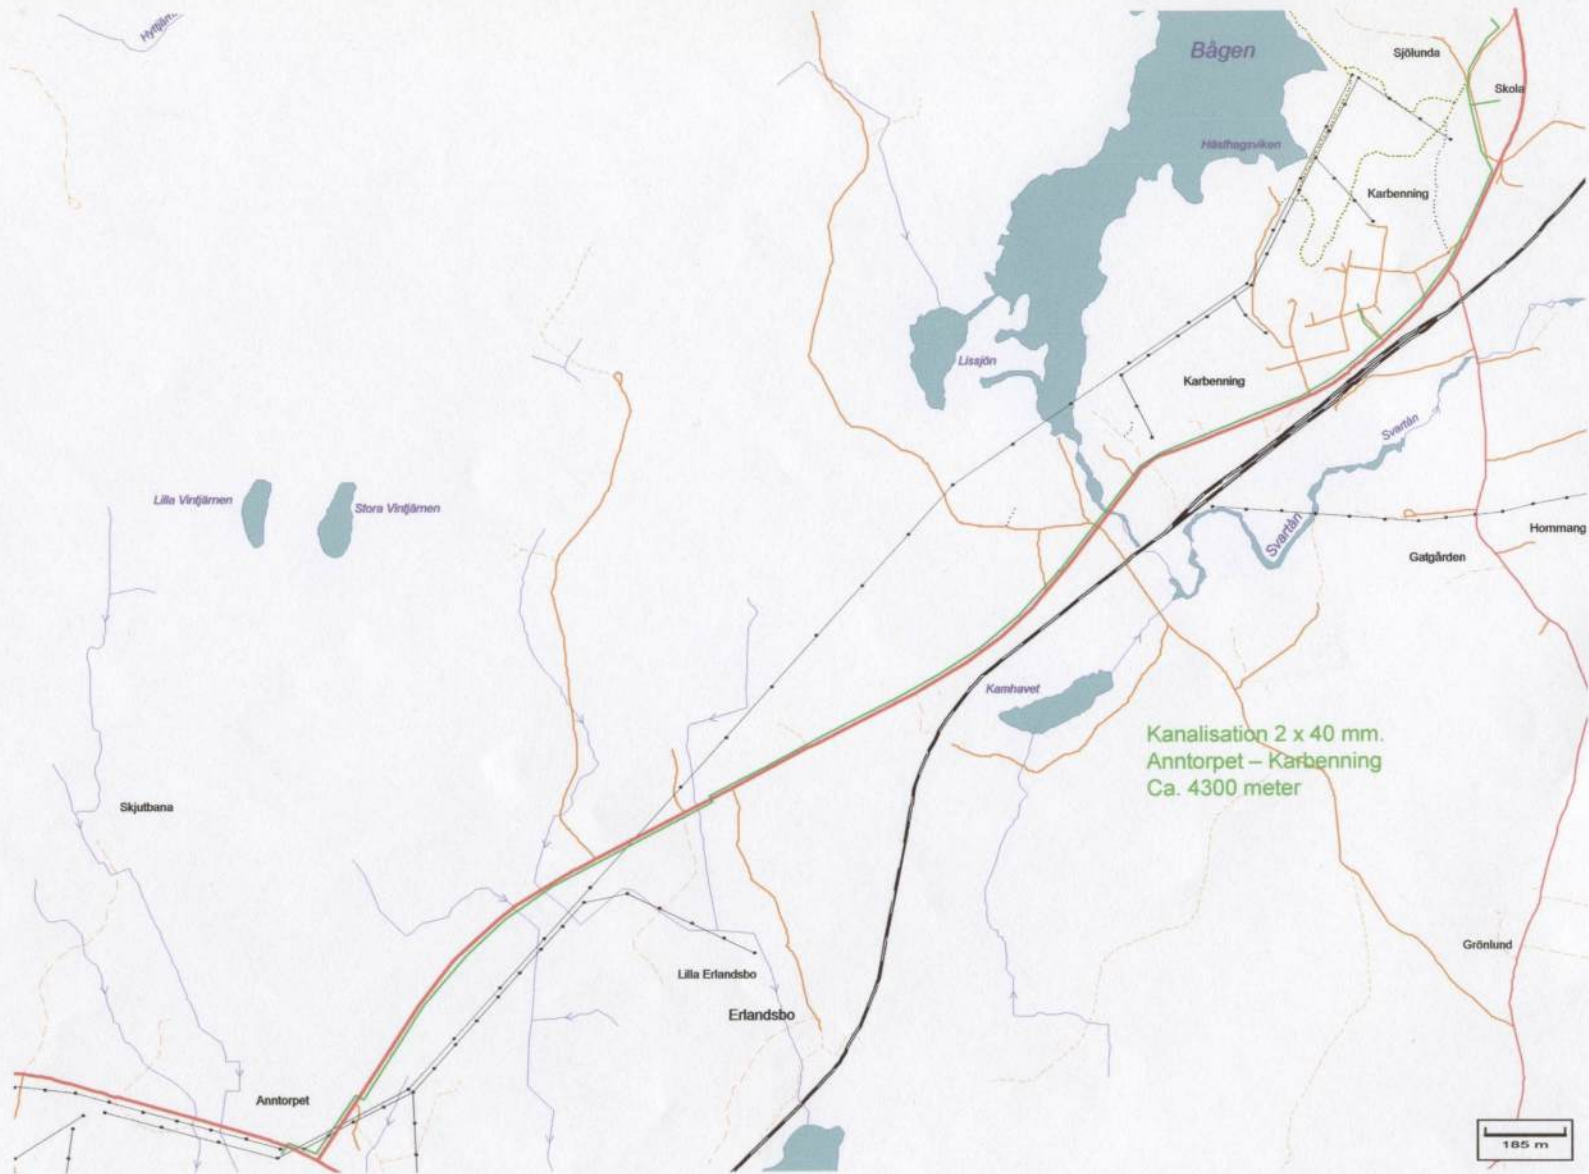 Bågen
Sjölunda
Skola
Hästhagsviken
Karbenning
Lissjön
Karbenning
Svartån
Lilla Vintjärnen
Stora Vintjärnen
Svartån
Hommang
Gatgården
Kamhavet
Kanalisation 2 x 40 mm.
Anntorpet – Karbenning
Ca. 4300 meter
Skjutbana
Grönlund
Lilla Erlandsbo
Erlandsbo
Anntorpet
185 m